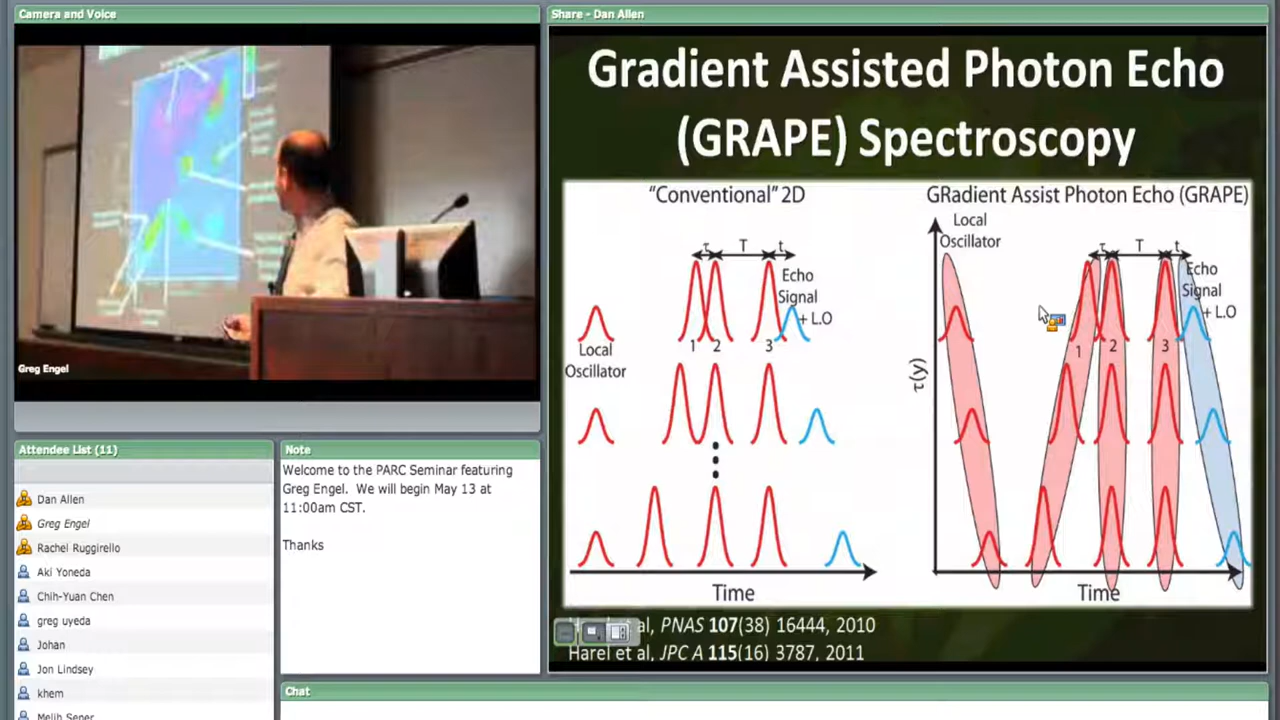 Camera and Voice
Greg Engel
Attendee List (11)
Dan Allen
Greg Engel
Rachel Ruggirello
Aki Yoneda
Chih-Yuan Chen
greg uyeda
Johan
Jon Lindsey
khem
Melih Sener
Note
Welcome to the PARC Seminar featuring
Greg Engel. We will begin May 13 at
11:00am CST.
Thanks
Chat
Share - Dan Allen
Gradient Assisted Photon Echo
(GRAPE) Spectroscopy
"Conventional" 2D
τ T t
Echo
Signal
+ L.O
1 2 3
Local
Oscillator
Time
GRadient Assist Photon Echo (GRAPE)
Local
Oscillator
τ T t
Echo
Signal
+ L.O
1 2 3
τ(y)
Time
al, PNAS 107(38) 16444, 2010
Harel et al, JPC A 115(16) 3787, 2011